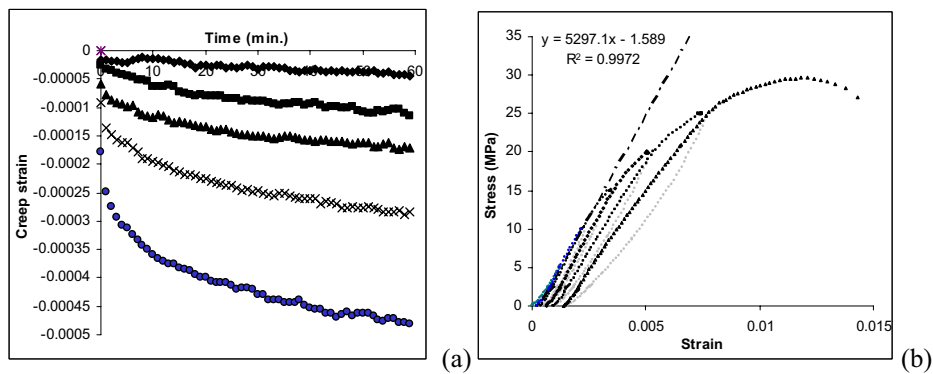 Time (min.)
0
0 10 20 30 40 50 60
-0.00005
-0.0001
-0.00015
-0.0002
-0.00025
-0.0003
-0.00035
-0.0004
-0.00045
-0.0005
Creep strain
(a)
35
30
25
20
15
10
5
0
Stress (MPa)
y = 5297.1x - 1.589
R² = 0.9972
0 0.005 0.01 0.015
Strain
(b)